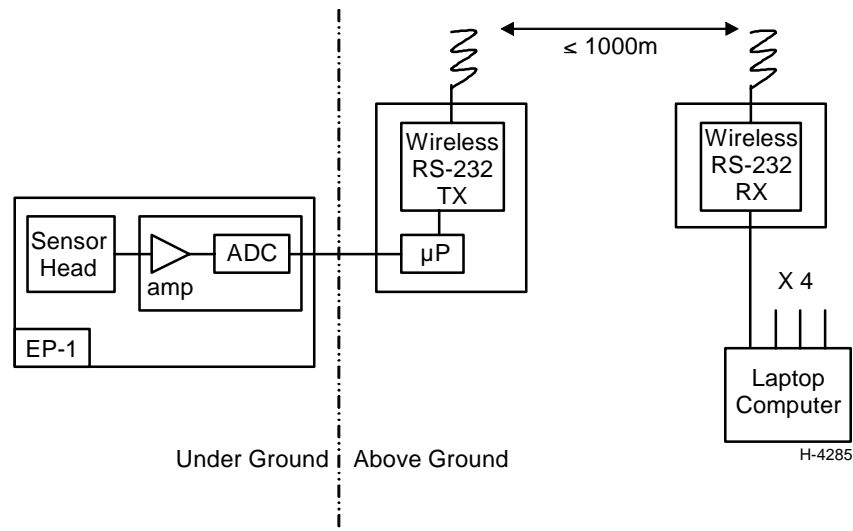 ≤ 1000m
Wireless
RS-232
TX
Wireless
RS-232
RX
Sensor
Head
amp
ADC
µP
EP-1
X 4
Laptop
Computer
H-4285
Under Ground
Above Ground